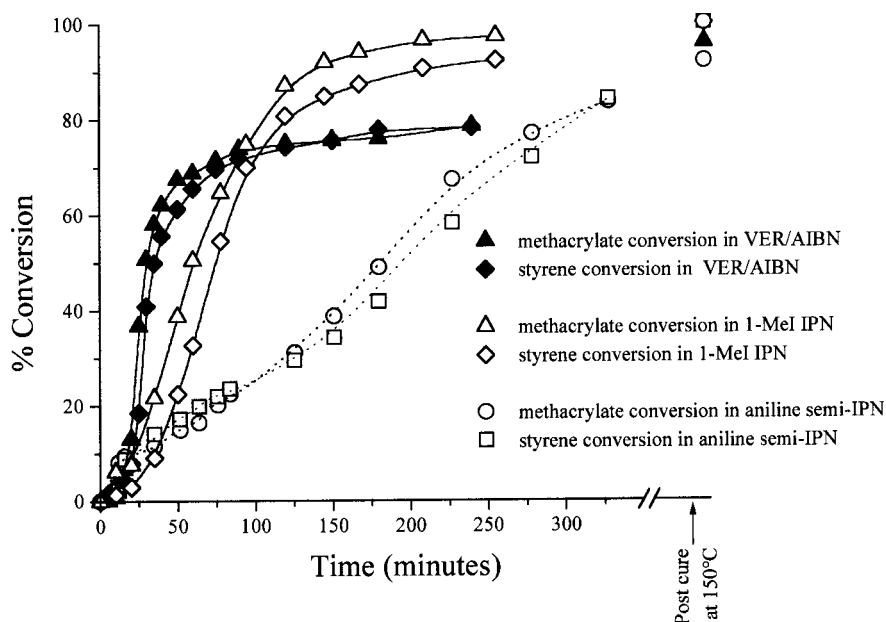 100
80
60
40
20
0
% Conversion
methacrylate conversion in VER/AIBN
styrene conversion in VER/AIBN
methacrylate conversion in 1-MeI IPN
styrene conversion in 1-MeI IPN
methacrylate conversion in aniline semi-IPN
styrene conversion in aniline semi-IPN
0 50 100 150 200 250 300
Time (minutes)
Post cure
at 150°C